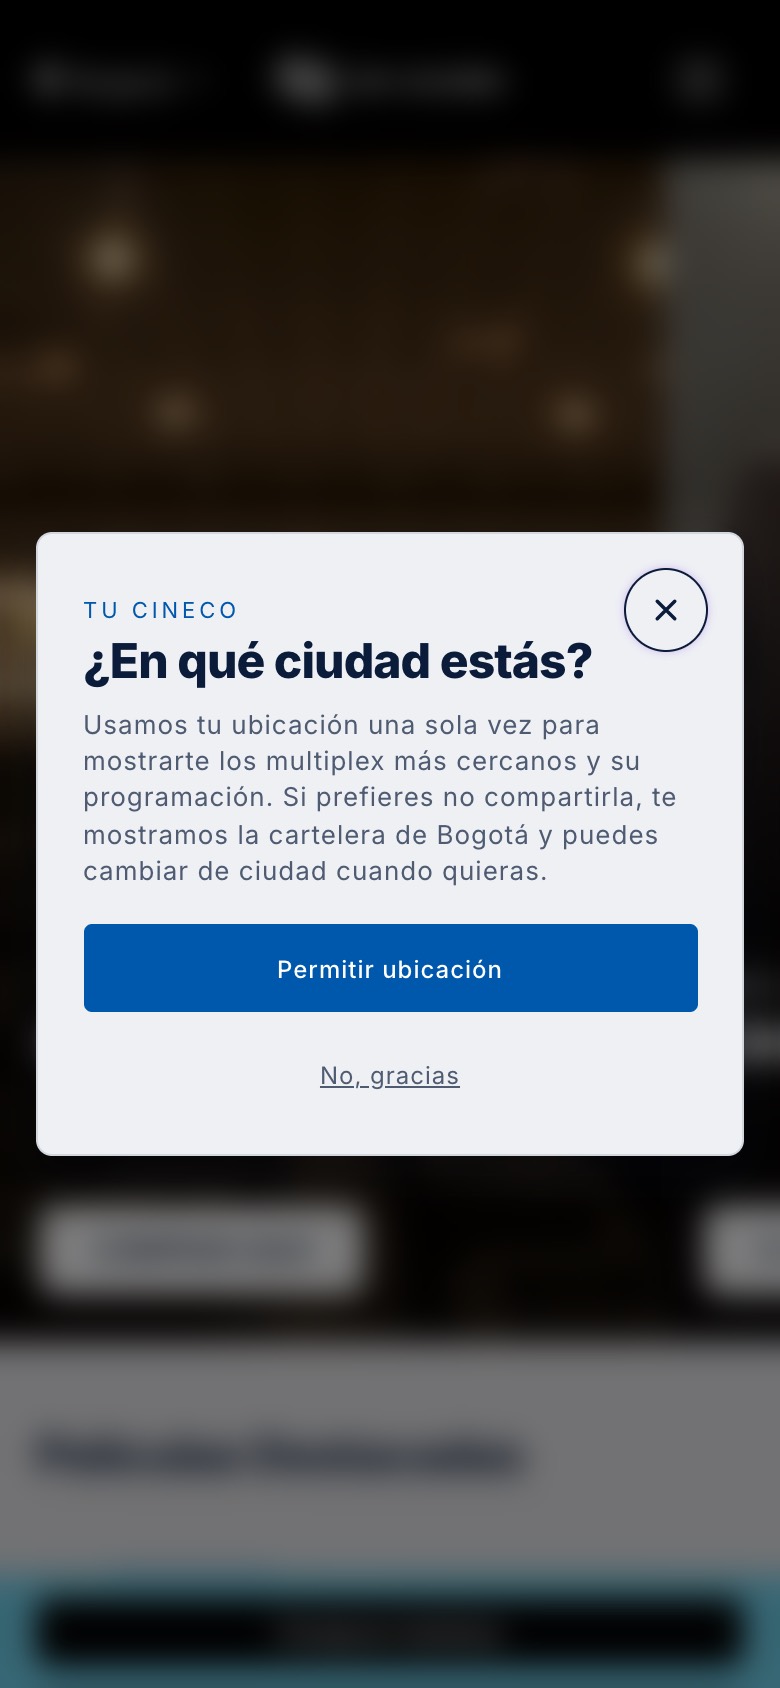 TU CINECO
¿En qué ciudad estás?
Usamos tu ubicación una sola vez para
mostrarte los multiplex más cercanos y su
programación. Si prefieres no compartirla, te
mostramos la cartelera de Bogotá y puedes
cambiar de ciudad cuando quieras.
Permitir ubicación
No, gracias